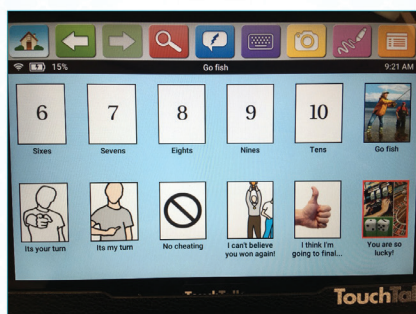 15%
Go fish
9:21 AM
6
7
8
9
10
Sixes
Sevens
Eights
Nines
Tens
Go fish
Its your turn
Its my turn
No cheating
I can't believe
you won again!
I think I'm
going to final...
You are so
lucky!
TouchTal